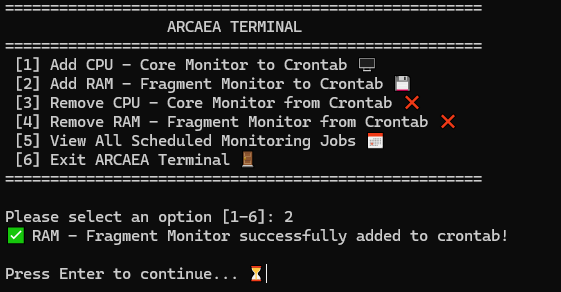 =====================================================
ARCAEA TERMINAL
=====================================================
[1] Add CPU – Core Monitor to Crontab 🖥️
[2] Add RAM – Fragment Monitor to Crontab 💾
[3] Remove CPU – Core Monitor from Crontab ❌
[4] Remove RAM – Fragment Monitor from Crontab ❌
[5] View All Scheduled Monitoring Jobs 📅
[6] Exit ARCAEA Terminal 🚪
=====================================================
Please select an option [1-6]: 2
✅ RAM – Fragment Monitor successfully added to crontab!
Press Enter to continue... ⏳